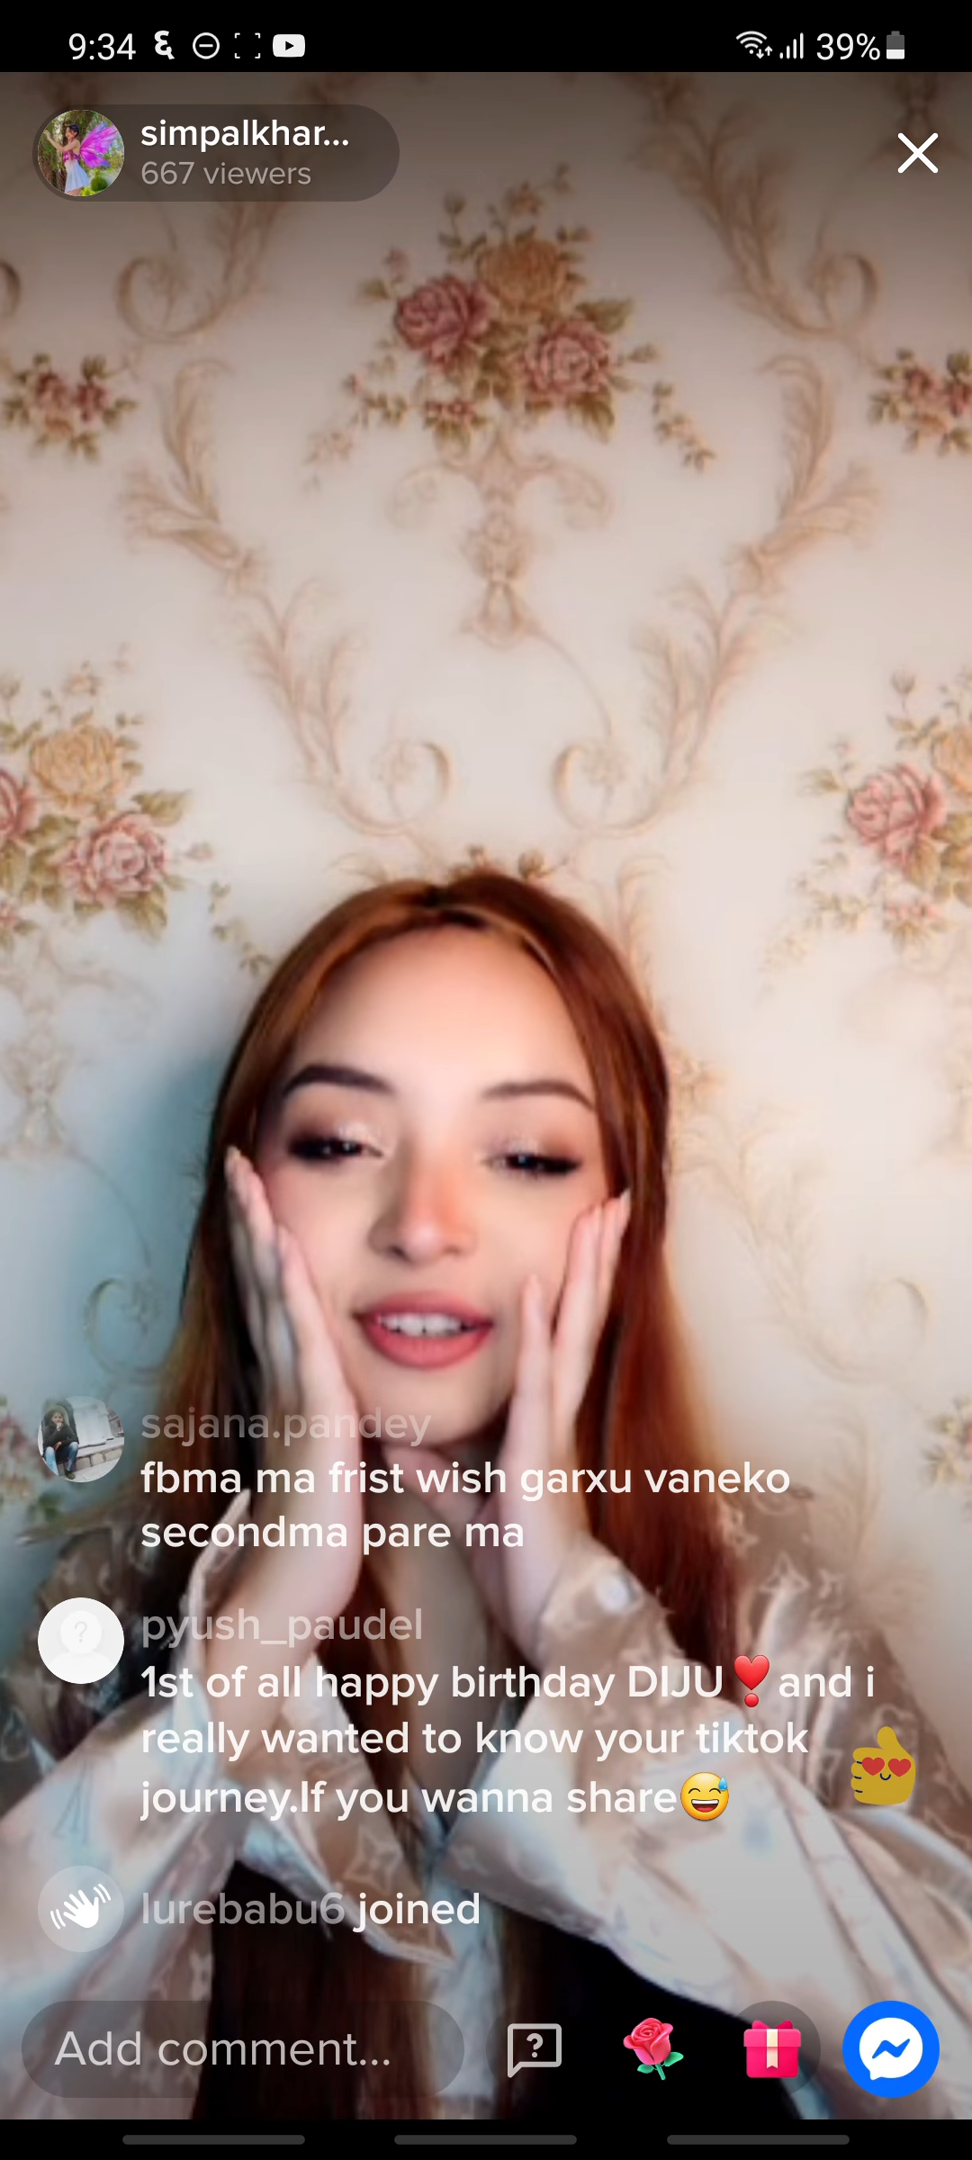 9:34
39%
simpalkhar...
667 viewers
sajana.pandey
fbma ma frist wish garxu vaneko
secondma pare ma
pyush_paudel
1st of all happy birthday DIJU❣️and i
really wanted to know your tiktok
journey.If you wanna share😅
lurebabu6 joined
Add comment...